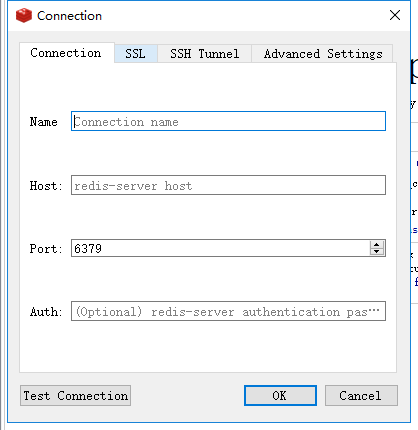 Connection
Connection SSL SSH Tunnel Advanced Settings
Name Connection name
Host: redis-server host
Port: 6379
Auth: (Optional) redis-server authentication pas…
Test Connection OK Cancel